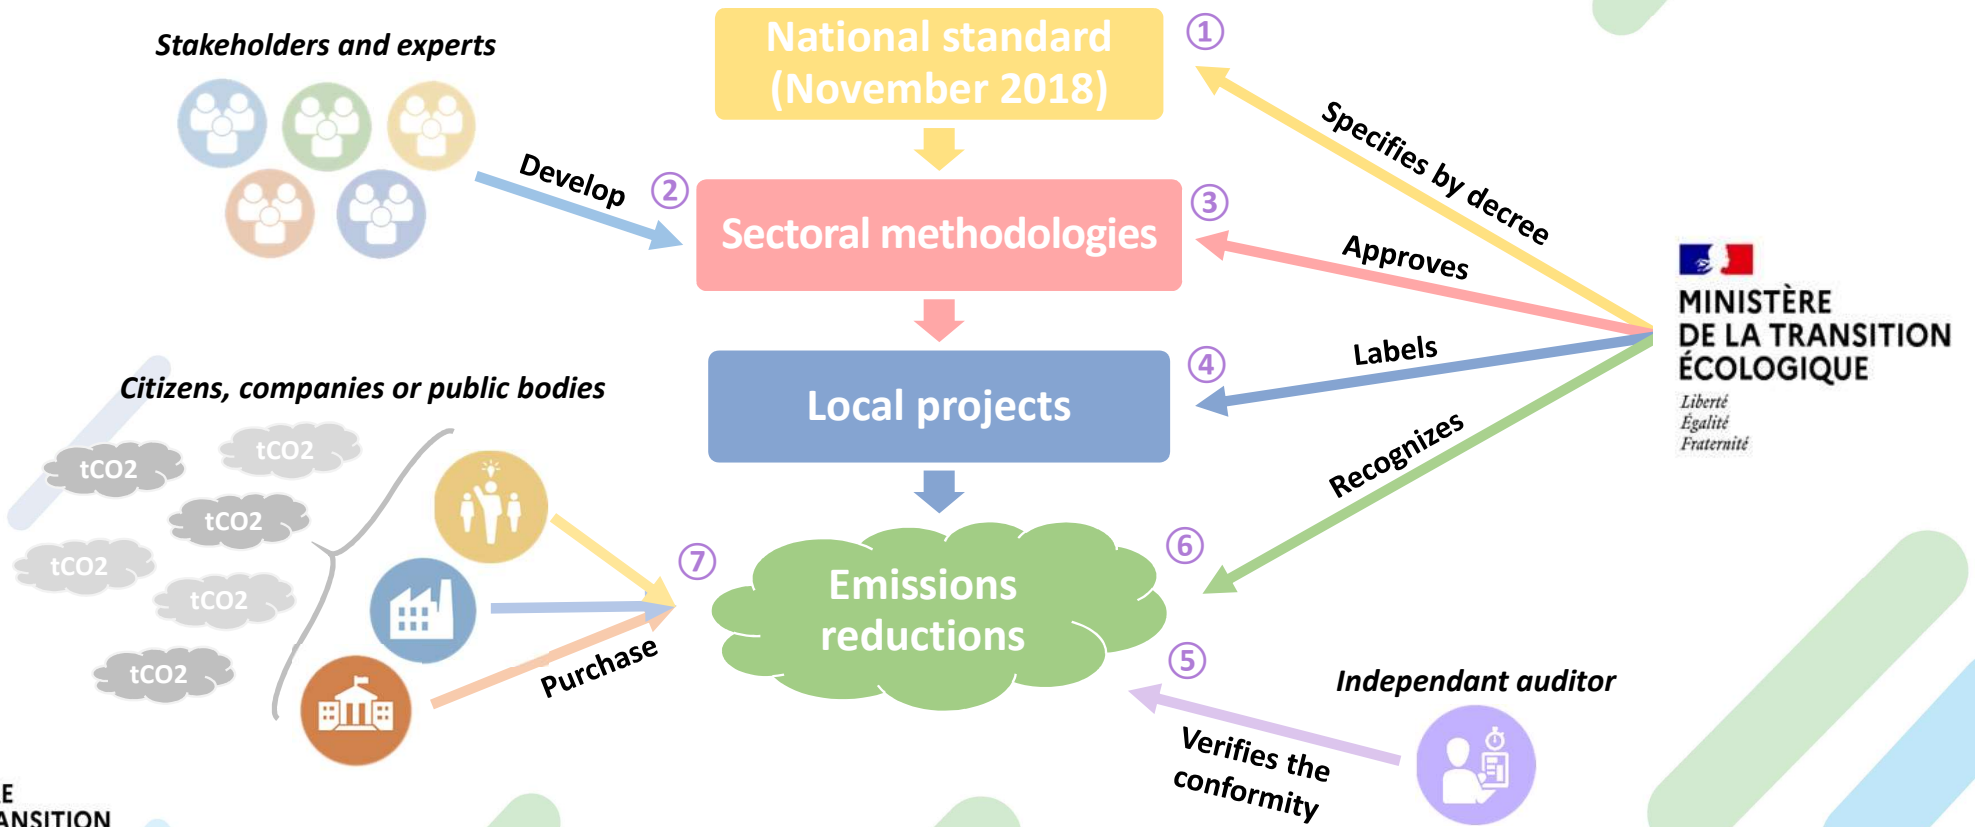 Stakeholders and experts
National standard
(November 2018)
①
Specifies by decree
Develop
②
Sectoral methodologies
③
Approves
MINISTÈRE
DE LA TRANSITION
ÉCOLOGIQUE
Liberté
Égalité
Fraternité
Labels
④
Local projects
Citizens, companies or public bodies
tCO2
tCO2
tCO2
tCO2
tCO2
tCO2
Recognizes
⑥
⑦
Emissions
reductions
Purchase
⑤
Independant auditor
Verifies the
conformity
E
ANSITION